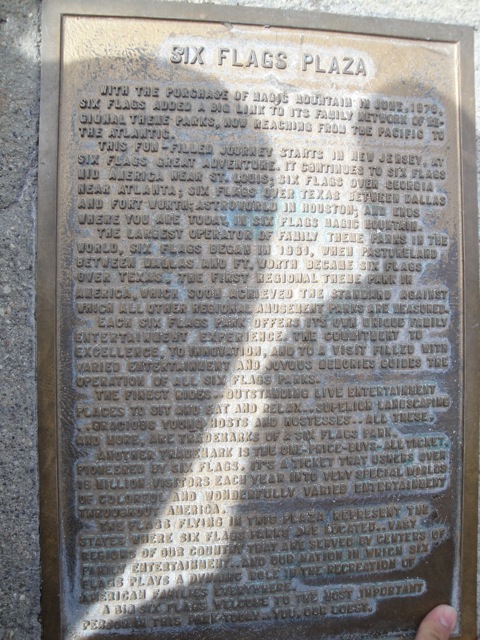 SIX FLAGS PLAZA
WITH THE PURCHASE OF MAGIC MOUNTAIN IN JUNE, 1979,
SIX FLAGS ADDED A BIG LINK TO ITS FAMILY NETWORK OF RE-
GIONAL THEME PARKS, NOW REACHING FROM THE PACIFIC TO
THE ATLANTIC.
THIS FUN-FILLED JOURNEY STARTS IN NEW JERSEY, AT
SIX FLAGS GREAT ADVENTURE. IT CONTINUES TO SIX FLAGS
MID AMERICA NEAR ST. LOUIS; SIX FLAGS OVER GEORGIA
NEAR ATLANTA; SIX FLAGS OVER TEXAS BETWEEN DALLAS
AND FORT WORTH; ASTROWORLD IN HOUSTON; AND ENDS
WHERE YOU ARE TODAY, IN SIX FLAGS MAGIC MOUNTAIN.
THE LARGEST OPERATOR OF FAMILY THEME PARKS IN THE
WORLD, SIX FLAGS BEGAN IN 1961, WHEN PASTURELAND
BETWEEN DALLAS AND FT. WORTH BECAME SIX FLAGS
OVER TEXAS, THE FIRST REGIONAL THEME PARK IN
AMERICA, WHICH SOON ACHIEVED THE STANDARD AGAINST
WHICH ALL OTHER REGIONAL AMUSEMENT PARKS ARE MEASURED.
EACH SIX FLAGS PARK OFFERS ITS OWN UNIQUE FAMILY
ENTERTAINMENT EXPERIENCE. THE COMMITMENT TO
EXCELLENCE, TO INNOVATION, AND TO A VISIT FILLED WITH
VARIED ENTERTAINMENT AND JOYOUS MEMORIES GUIDES THE
OPERATION OF ALL SIX FLAGS PARKS.
THE FINEST RIDES...OUTSTANDING LIVE ENTERTAINMENT
PLACES TO SIT AND EAT AND RELAX...SUPERIOR LANDSCAPING
...GRACIOUS YOUNG HOSTS AND HOSTESSES...ALL THESE,
AND MORE, ARE TRADEMARKS OF A SIX FLAGS PARK.
ANOTHER TRADEMARK IS THE ONE-PRICE-BUYS-ALL TICKET,
PIONEERED BY SIX FLAGS. IT'S A TICKET THAT USHERS OVER
MILLION VISITORS EACH YEAR INTO VERY SPECIAL WORLDS
OF COLORFUL AND WONDERFULLY VARIED ENTERTAINMENT
THROUGHOUT AMERICA.
THE FLAGS FLYING IN THIS PLAZA REPRESENT THE
STATES WHERE SIX FLAGS PARKS ARE LOCATED...VAST
REGIONS OF OUR COUNTRY THAT ARE SERVED BY CENTERS OF
FAMILY ENTERTAINMENT...AND OUR NATION IN WHICH SIX
FLAGS PLAYS A DYNAMIC ROLE IN THE RECREATION OF
AMERICAN FAMILIES EVERYWHERE.
A BIG SIX FLAGS WELCOME TO THE MOST IMPORTANT
PERSON IN THIS PARK TODAY...YOU, OUR GUEST.